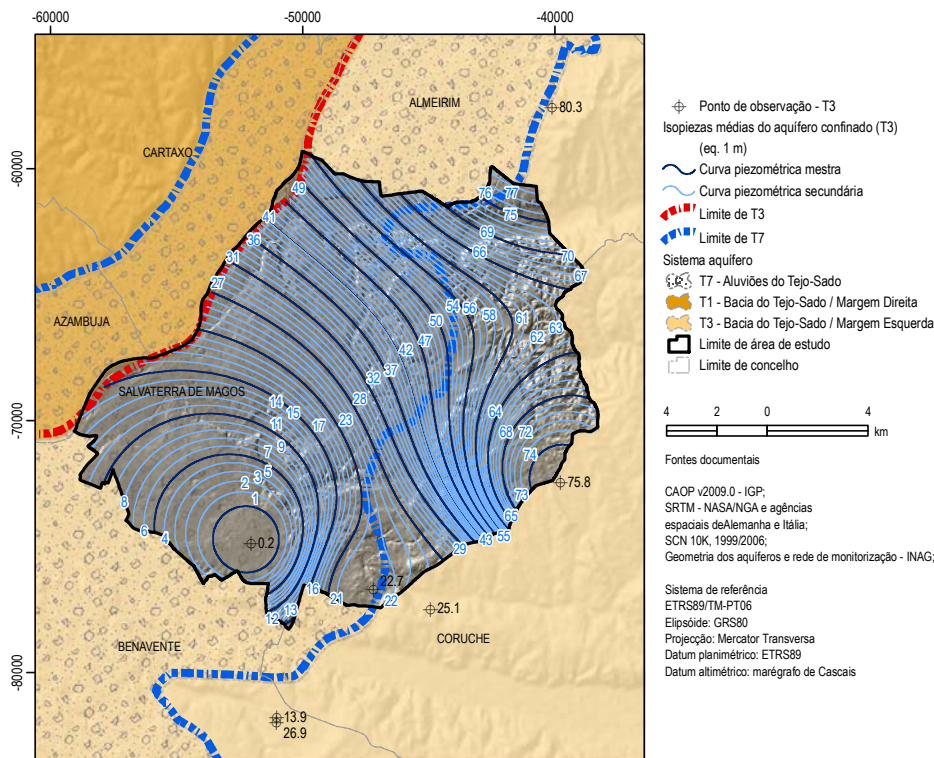 -60000
-50000
-40000
-60000
-70000
-80000
ALMEIRIM
CARTAXO
AZAMBUJA
SALVATERRA DE MAGOS
BENAVENTE
CORUCHE
80.3
75.8
0.2
22.7
25.1
13.9
26.9
49
41
36
31
27
76
77
75
69
66
70
67
54
56
58
61
62
63
50
47
42
37
32
28
23
14
15
11
17
9
7
5
3
2
1
64
68
72
74
73
65
55
43
29
8
6
4
16
21
22
12
13
Ponto de observação - T3
Isopiezas médias do aquífero confinado (T3)
(eq. 1 m)
Curva piezométrica mestra
Curva piezométrica secundária
Limite de T3
Limite de T7
Sistema aquífero
T7 - Aluviões do Tejo-Sado
T1 - Bacia do Tejo-Sado / Margem Direita
T3 - Bacia do Tejo-Sado / Margem Esquerda
Limite de área de estudo
Limite de concelho
4 2 0 4
km
Fontes documentais
CAOP v2009.0 - IGP;
SRTM - NASA/NGA e agências
espaciais deAlemanha e Itália;
SCN 10K, 1999/2006;
Geometria dos aquíferos e rede de monitorização - INAG;
Sistema de referência
ETRS89/TM-PT06
Elipsóide: GRS80
Projecção: Mercator Transversa
Datum planimétrico: ETRS89
Datum altimétrico: marégrafo de Cascais